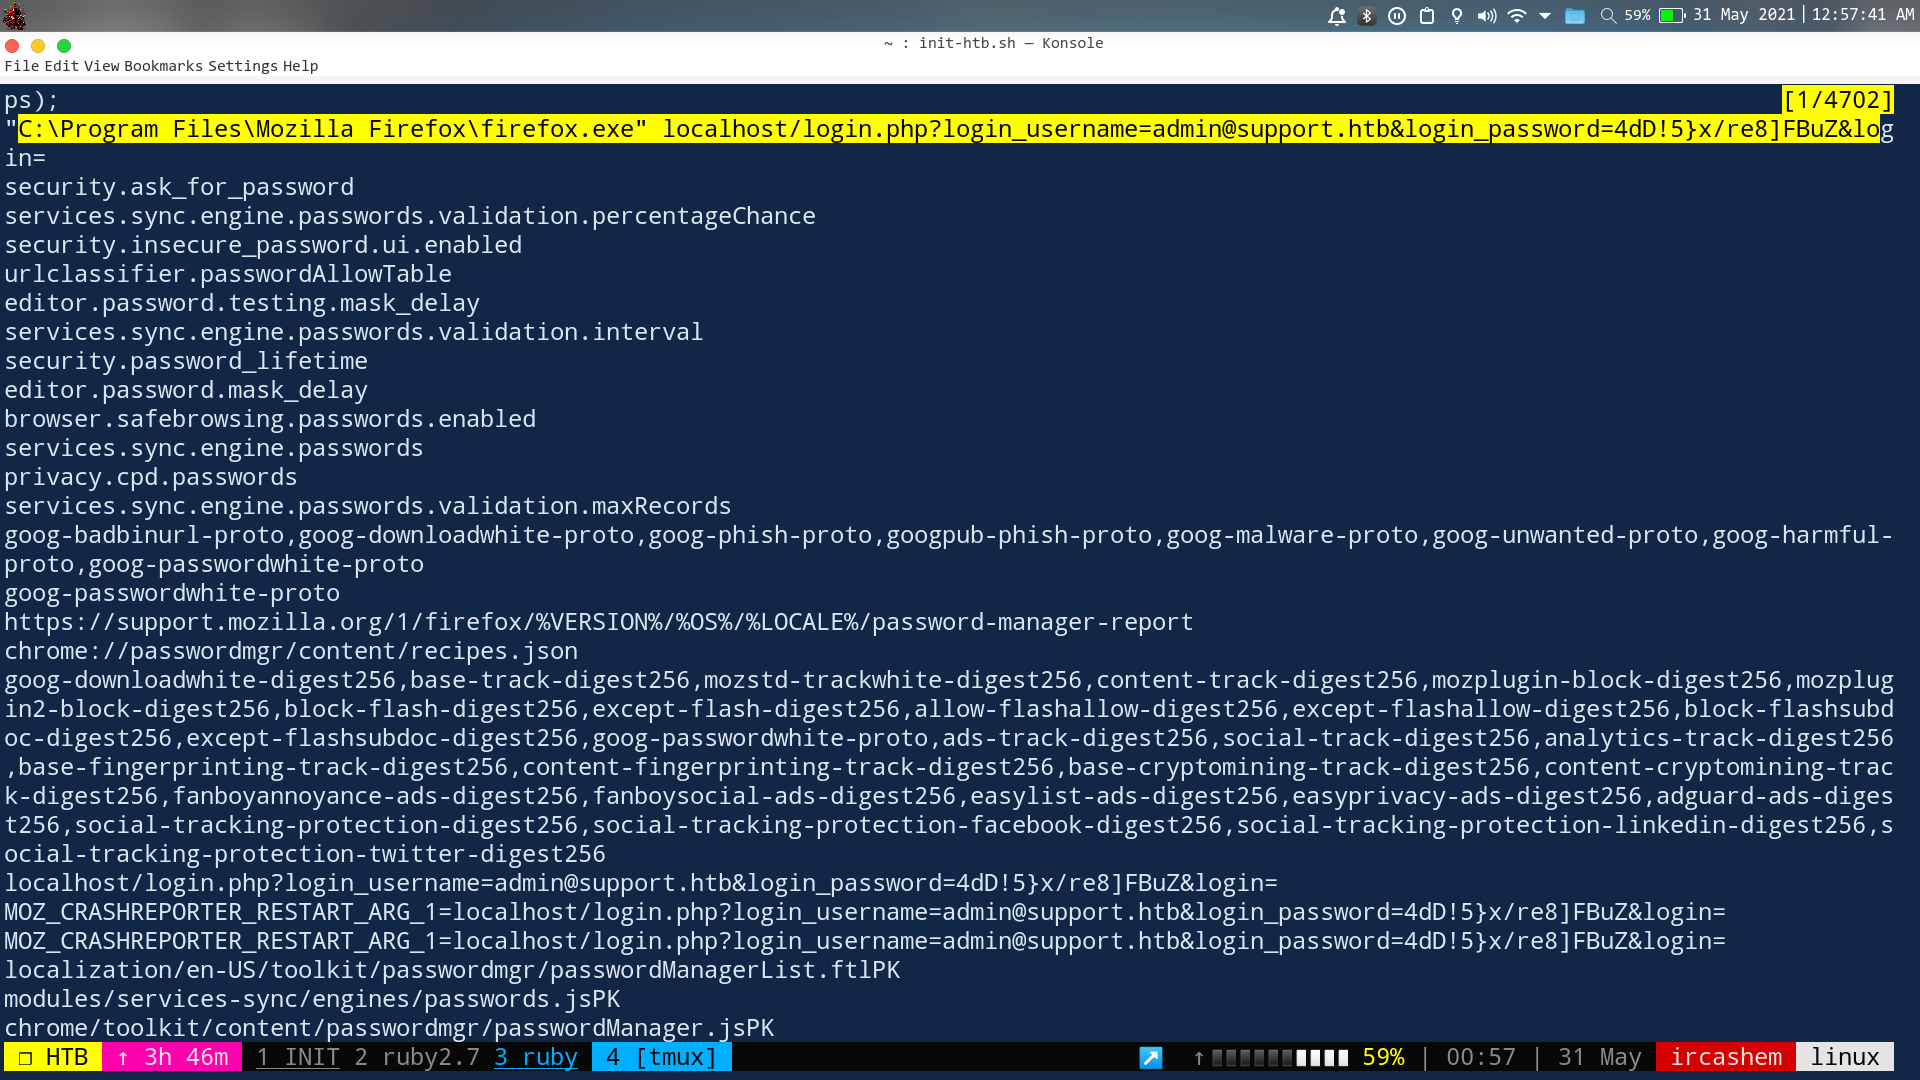 59% 31 May 2021 | 12:57:41 AM
~ : init-htb.sh — Konsole
File Edit View Bookmarks Settings Help
ps); [1/4702]
"C:\Program Files\Mozilla Firefox\firefox.exe" localhost/login.php?login_username=admin@support.htb&login_password=4dD!5}x/re8]FBuZ&log
in=
security.ask_for_password
services.sync.engine.passwords.validation.percentageChance
security.insecure_password.ui.enabled
urlclassifier.passwordAllowTable
editor.password.testing.mask_delay
services.sync.engine.passwords.validation.interval
security.password_lifetime
editor.password.mask_delay
browser.safebrowsing.passwords.enabled
services.sync.engine.passwords
privacy.cpd.passwords
services.sync.engine.passwords.validation.maxRecords
goog-badbinurl-proto,goog-downloadwhite-proto,goog-phish-proto,googpub-phish-proto,goog-malware-proto,goog-unwanted-proto,goog-harmful-
proto,goog-passwordwhite-proto
goog-passwordwhite-proto
https://support.mozilla.org/1/firefox/%VERSION%/%OS%/%LOCALE%/password-manager-report
chrome://passwordmgr/content/recipes.json
goog-downloadwhite-digest256,base-track-digest256,mozstd-trackwhite-digest256,content-track-digest256,mozplugin-block-digest256,mozplug
in2-block-digest256,block-flash-digest256,except-flash-digest256,allow-flashallow-digest256,except-flashallow-digest256,block-flashsubd
oc-digest256,except-flashsubdoc-digest256,goog-passwordwhite-proto,ads-track-digest256,social-track-digest256,analytics-track-digest256
,base-fingerprinting-track-digest256,content-fingerprinting-track-digest256,base-cryptomining-track-digest256,content-cryptomining-trac
k-digest256,fanboyannoyance-ads-digest256,fanboysocial-ads-digest256,easylist-ads-digest256,easyprivacy-ads-digest256,adguard-ads-diges
t256,social-tracking-protection-digest256,social-tracking-protection-facebook-digest256,social-tracking-protection-linkedin-digest256,s
ocial-tracking-protection-twitter-digest256
localhost/login.php?login_username=admin@support.htb&login_password=4dD!5}x/re8]FBuZ&login=
MOZ_CRASHREPORTER_RESTART_ARG_1=localhost/login.php?login_username=admin@support.htb&login_password=4dD!5}x/re8]FBuZ&login=
MOZ_CRASHREPORTER_RESTART_ARG_1=localhost/login.php?login_username=admin@support.htb&login_password=4dD!5}x/re8]FBuZ&login=
localization/en-US/toolkit/passwordmgr/passwordManagerList.ftlPK
modules/services-sync/engines/passwords.jsPK
chrome/toolkit/content/passwordmgr/passwordManager.jsPK
❐ HTB ↑ 3h 46m 1 INIT 2 ruby2.7 3 ruby 4 [tmux] ↗ ↑ 59% | 00:57 | 31 May ircashem linux